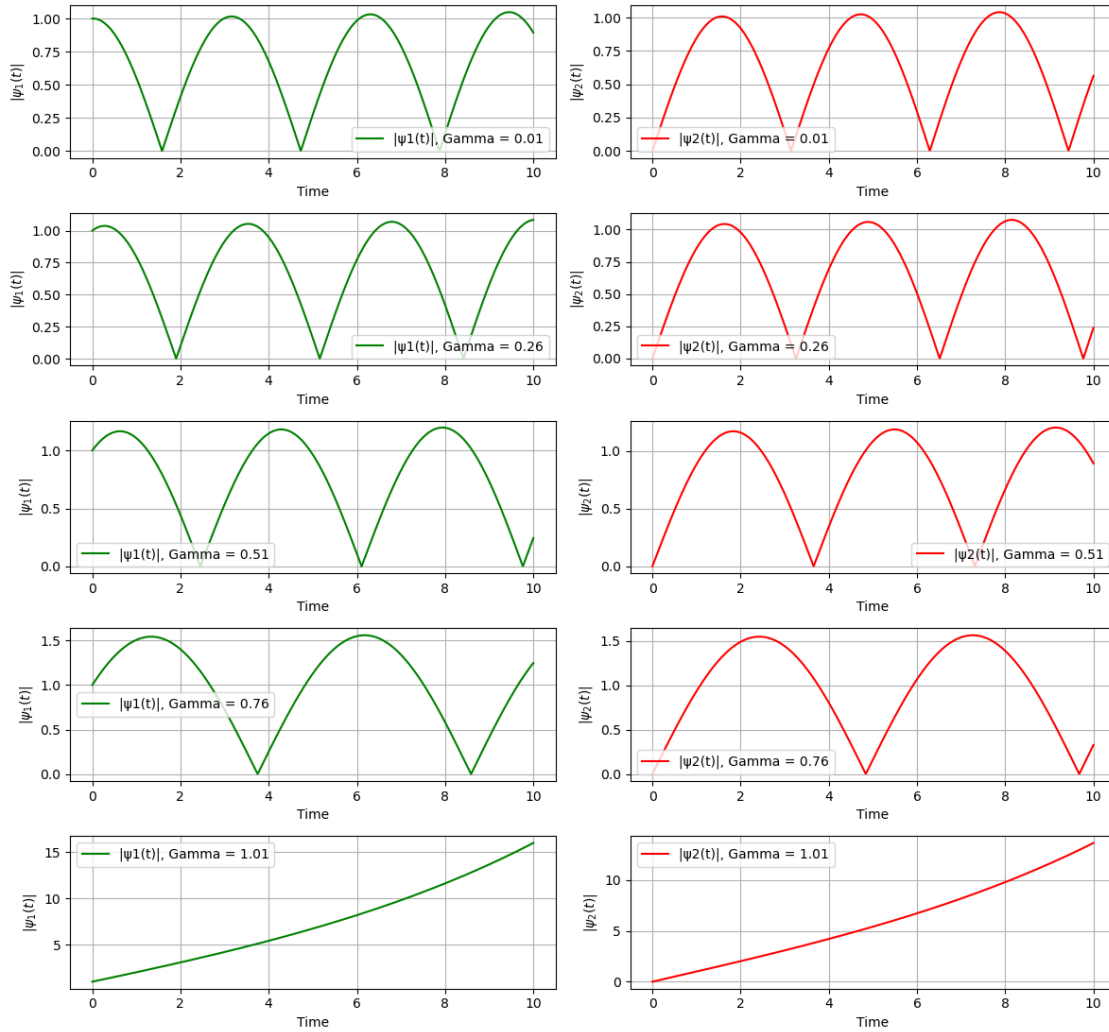 |ψ₁(t)|
1.00
0.75
0.50
0.25
0.00
|ψ1(t)|, Gamma = 0.01
0 2 4 6 8 10
Time
|ψ₂(t)|
1.00
0.75
0.50
0.25
0.00
|ψ2(t)|, Gamma = 0.01
0 2 4 6 8 10
Time
|ψ₁(t)|
1.00
0.75
0.50
0.25
0.00
|ψ1(t)|, Gamma = 0.26
0 2 4 6 8 10
Time
|ψ₂(t)|
1.00
0.75
0.50
0.25
0.00
|ψ2(t)|, Gamma = 0.26
0 2 4 6 8 10
Time
|ψ₁(t)|
1.0
0.5
0.0
|ψ1(t)|, Gamma = 0.51
0 2 4 6 8 10
Time
|ψ₂(t)|
1.0
0.5
0.0
|ψ2(t)|, Gamma = 0.51
0 2 4 6 8 10
Time
|ψ₁(t)|
1.5
1.0
0.5
0.0
|ψ1(t)|, Gamma = 0.76
0 2 4 6 8 10
Time
|ψ₂(t)|
1.5
1.0
0.5
0.0
|ψ2(t)|, Gamma = 0.76
0 2 4 6 8 10
Time
|ψ₁(t)|
15
10
5
|ψ1(t)|, Gamma = 1.01
0 2 4 6 8 10
Time
|ψ₂(t)|
10
5
0
|ψ2(t)|, Gamma = 1.01
0 2 4 6 8 10
Time